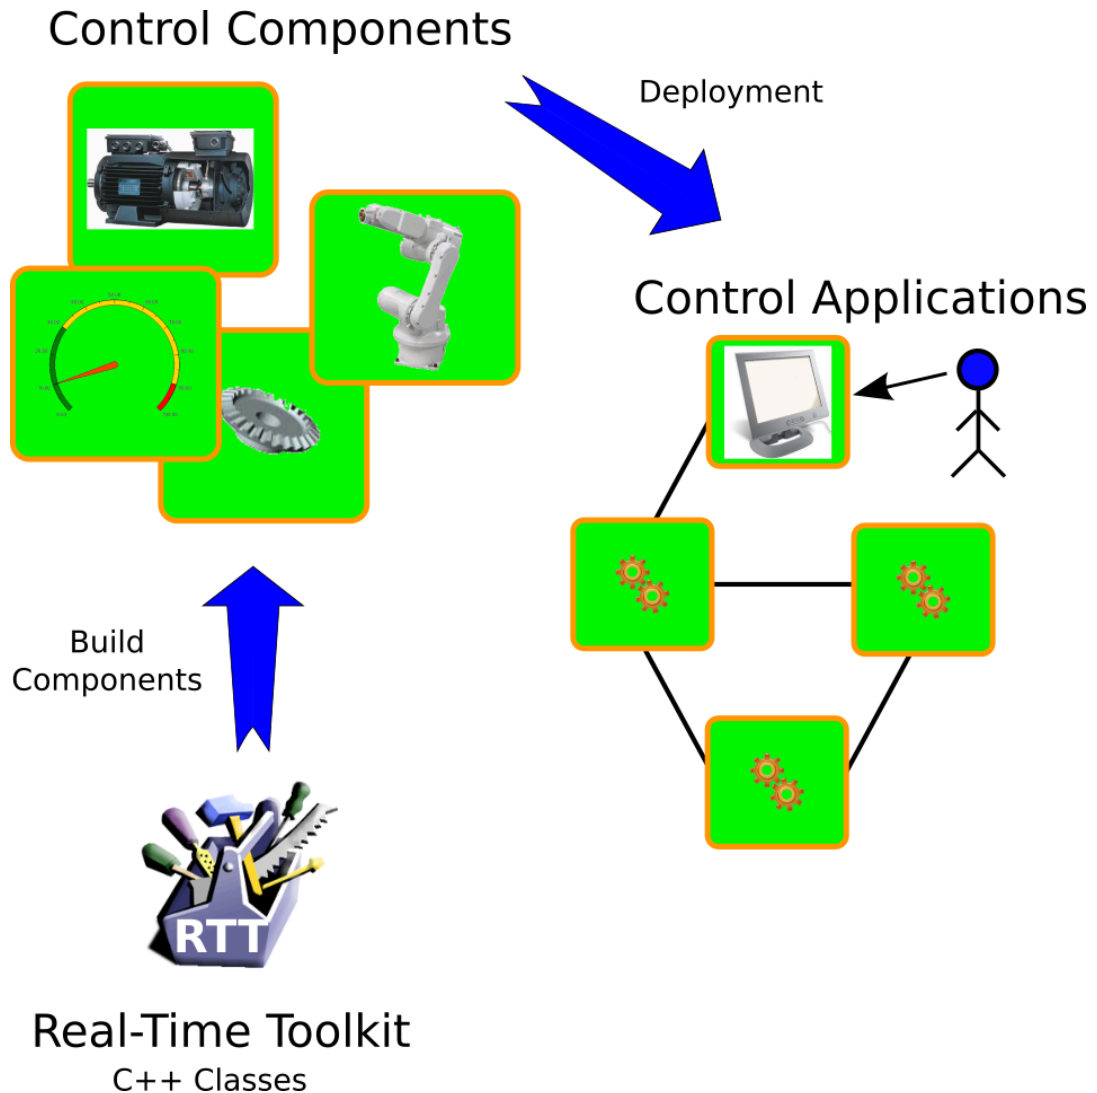 Control Components
Deployment
Control Applications
Build
Components
RTT
Real-Time Toolkit
C++ Classes